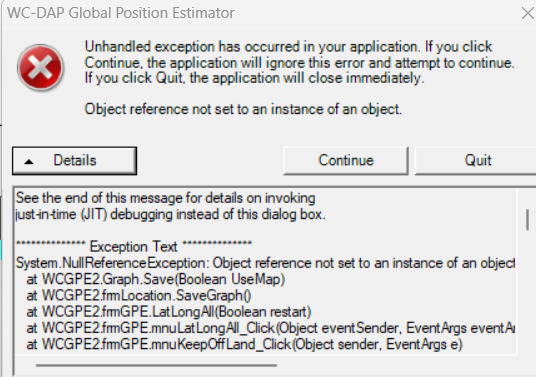 WC-DAP Global Position Estimator
Unhandled exception has occurred in your application. If you click
Continue, the application will ignore this error and attempt to continue.
If you click Quit, the application will close immediately.
Object reference not set to an instance of an object.
Details
Continue
Quit
See the end of this message for details on invoking
just-in-time (JIT) debugging instead of this dialog box.
************** Exception Text **************
System.NullReferenceException: Object reference not set to an instance of an object
at WCGPE2.Graph.Save(Boolean UseMap)
at WCGPE2.frmLocation.SaveGraph()
at WCGPE2.frmGPE.LatLongAll(Boolean restart)
at WCGPE2.frmGPE.mnuLatLongAll_Click(Object eventSender, EventArgs eventAr
at WCGPE2.frmGPE.mnuKeepOffLand_Click(Object sender, EventArgs e)